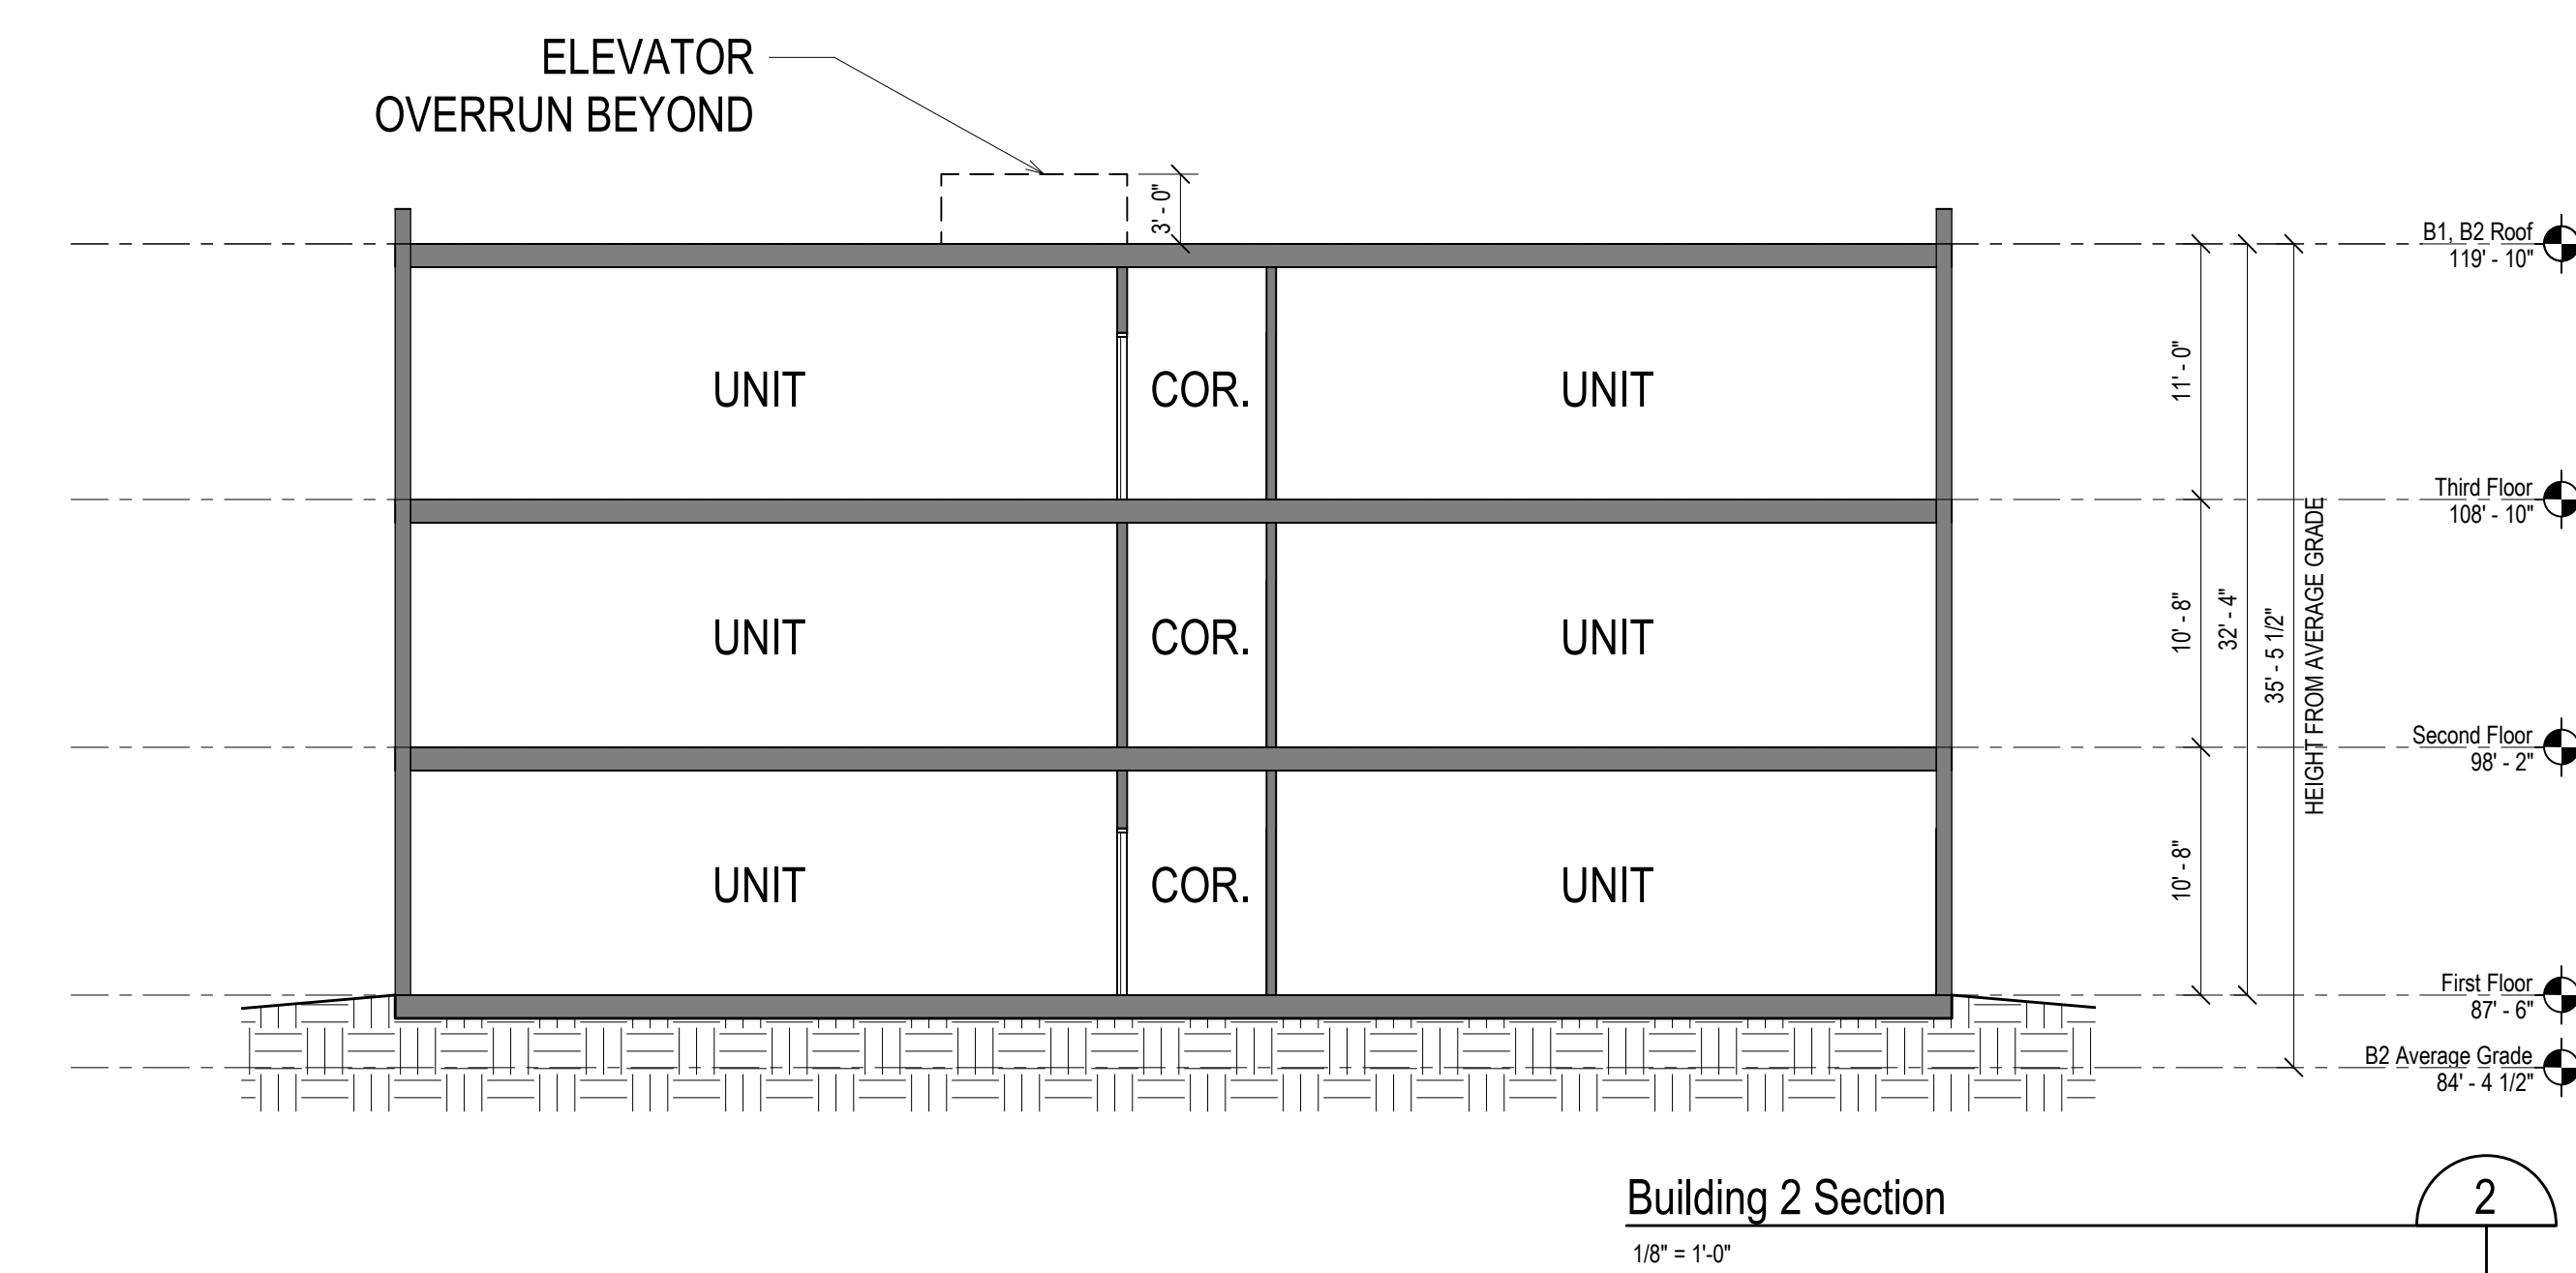 ELEVATOR
OVERRUN BEYOND
3' - 0"
B1, B2 Roof
119' - 10"
UNIT
COR.
UNIT
11' - 0"
Third Floor
108' - 10"
UNIT
COR.
UNIT
10' - 8"
32' - 4"
35' - 5 1/2"
HEIGHT FROM AVERAGE GRADE
Second Floor
98' - 2"
UNIT
COR.
UNIT
10' - 8"
First Floor
87' - 6"
B2 Average Grade
84' - 4 1/2"
Building 2 Section
2
1/8" = 1'-0"